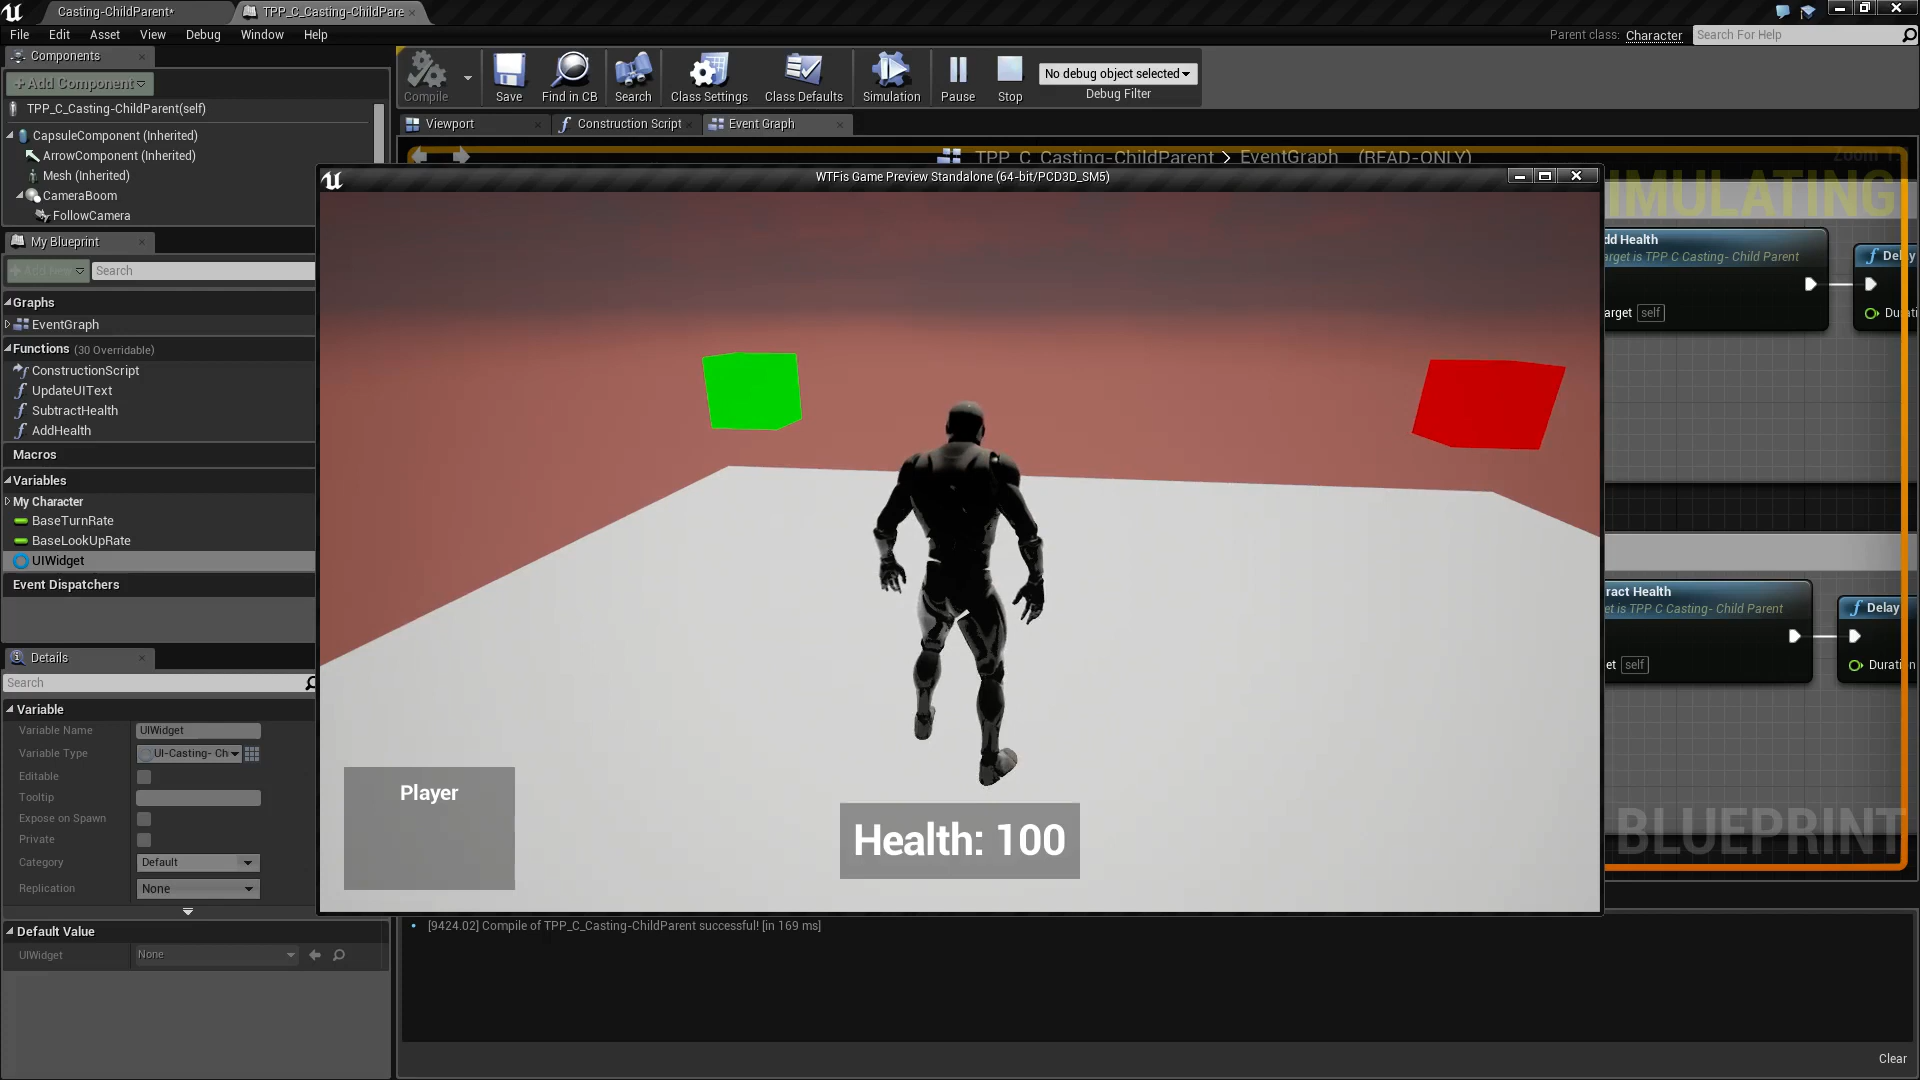 Casting-ChildParent*
TPP_C_Casting-ChildPare
File Edit Asset View Debug Window Help
Parent class: Character
Search For Help
Components
+Add Component
TPP_C_Casting-ChildParent(self)
CapsuleComponent (Inherited)
ArrowComponent (Inherited)
Mesh (Inherited)
CameraBoom
FollowCamera
Compile
Save
Find in CB
Search
Class Settings
Class Defaults
Simulation
Pause
Stop
No debug object selected
Debug Filter
Viewport
Construction Script
Event Graph
TPP_C_Casting-ChildParent > EventGraph (READ-ONLY)
IMULATING
My Blueprint
Search
Graphs
EventGraph
Functions (30 Overridable)
ConstructionScript
UpdateUIText
SubtractHealth
AddHealth
Macros
Variables
My Character
BaseTurnRate
BaseLookUpRate
UIWidget
Event Dispatchers
Details
Search
Variable
Variable Name UIWidget
Variable Type UI-Casting- Ch
Editable
Tooltip
Expose on Spawn
Private
Category Default
Replication None
Default Value
UIWidget None
WTFis Game Preview Standalone (64-bit/PCD3D_SM5)
Player
Health: 100
dd Health
arget is TPP C Casting- Child Parent
arget self
Delay
Durati
ract Health
et is TPP C Casting- Child Parent
et self
Delay
Duration
BLUEPRINT
[9424.02] Compile of TPP_C_Casting-ChildParent successful! [in 169 ms]
Clear